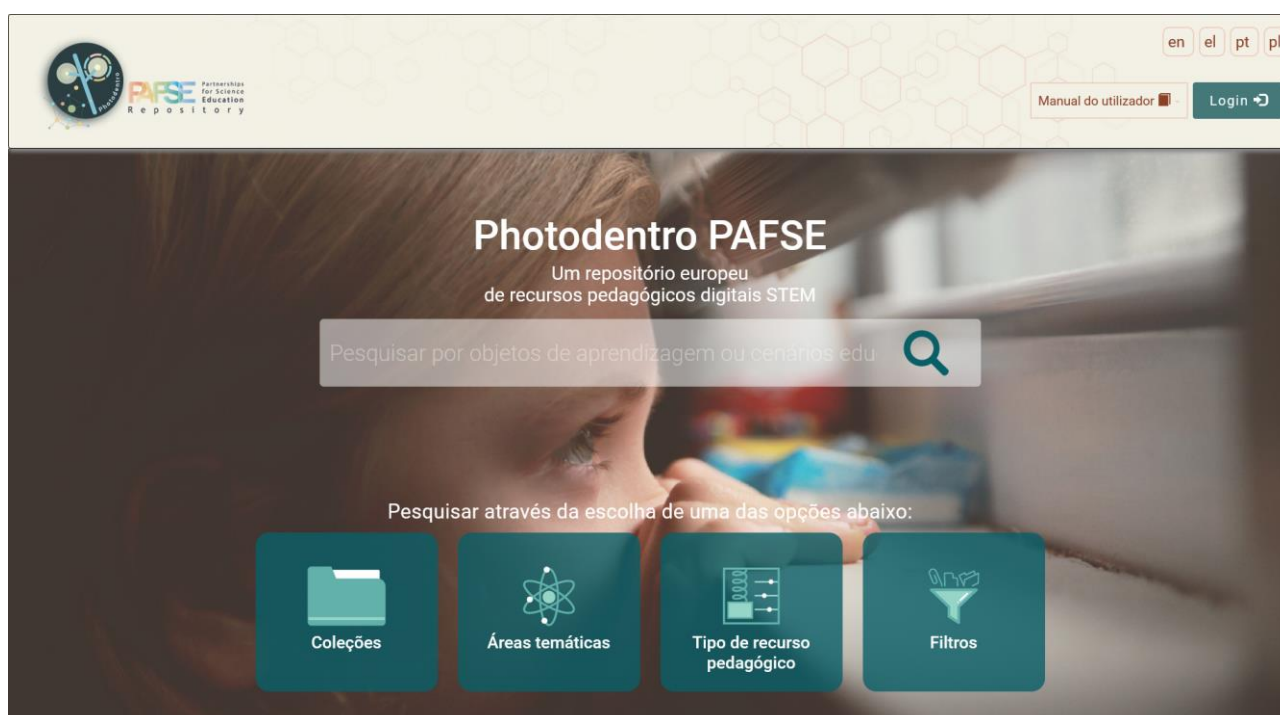 en el pt pl
Photodentro
PAFSE
Partnerships
for Science
Education
Repository
Manual do utilizador
Login
Photodentro PAFSE
Um repositório europeu
de recursos pedagógicos digitais STEM
Pesquisar por objetos de aprendizagem ou cenários edu
Pesquisar através da escolha de uma das opções abaixo:
Coleções
Áreas temáticas
Tipo de recurso
pedagógico
Filtros